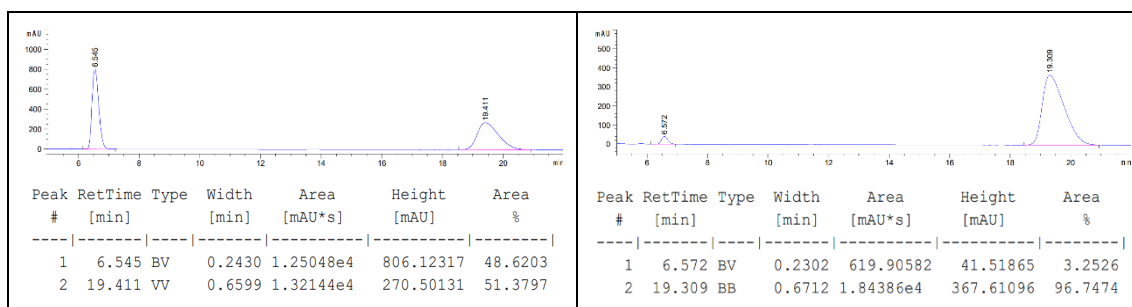 mAU
1000
800
600
400
200
0
6.545
19.411
6 8 10 12 14 16 18 20 mi
Peak RetTime Type Width Area Height Area
# [min] [min] [mAU*s] [mAU] %
----|-------|----|-------|----------|----------|--------|
1 6.545 BV 0.2430 1.25048e4 806.12317 48.6203
2 19.411 VV 0.6599 1.32144e4 270.50131 51.3797
mAU
500
400
300
200
100
0
6.572
19.309
6 8 10 12 14 16 18 20 mi
Peak RetTime Type Width Area Height Area
# [min] [min] [mAU*s] [mAU] %
----|-------|----|-------|----------|----------|--------|
1 6.572 BV 0.2302 619.90582 41.51865 3.2526
2 19.309 BB 0.6712 1.84386e4 367.61096 96.7474